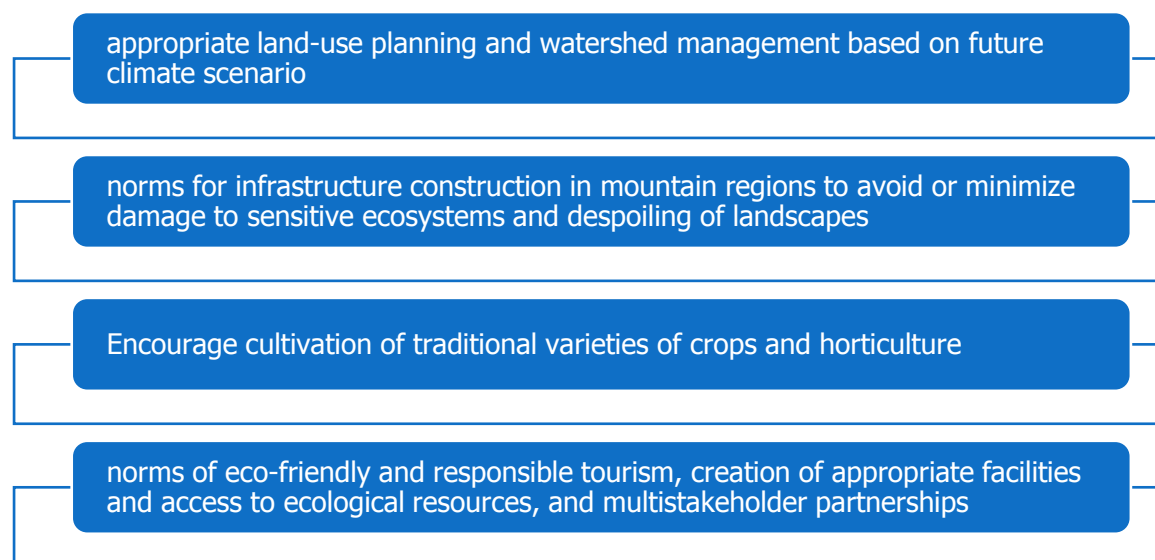 appropriate land-use planning and watershed management based on future
climate scenario
norms for infrastructure construction in mountain regions to avoid or minimize
damage to sensitive ecosystems and despoiling of landscapes
Encourage cultivation of traditional varieties of crops and horticulture
norms of eco-friendly and responsible tourism, creation of appropriate facilities
and access to ecological resources, and multistakeholder partnerships